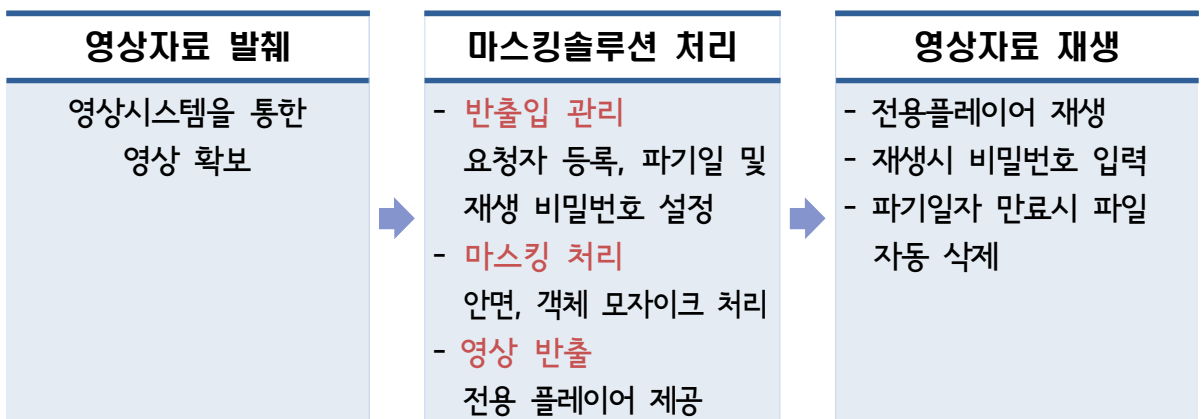 영상자료 발췌
영상시스템을 통한
영상 확보
마스킹솔루션 처리
- 반출입 관리
요청자 등록, 파기일 및
재생 비밀번호 설정
- 마스킹 처리
안면, 객체 모자이크 처리
- 영상 반출
전용 플레이어 제공
영상자료 재생
- 전용플레이어 재생
- 재생시 비밀번호 입력
- 파기일자 만료시 파일
자동 삭제